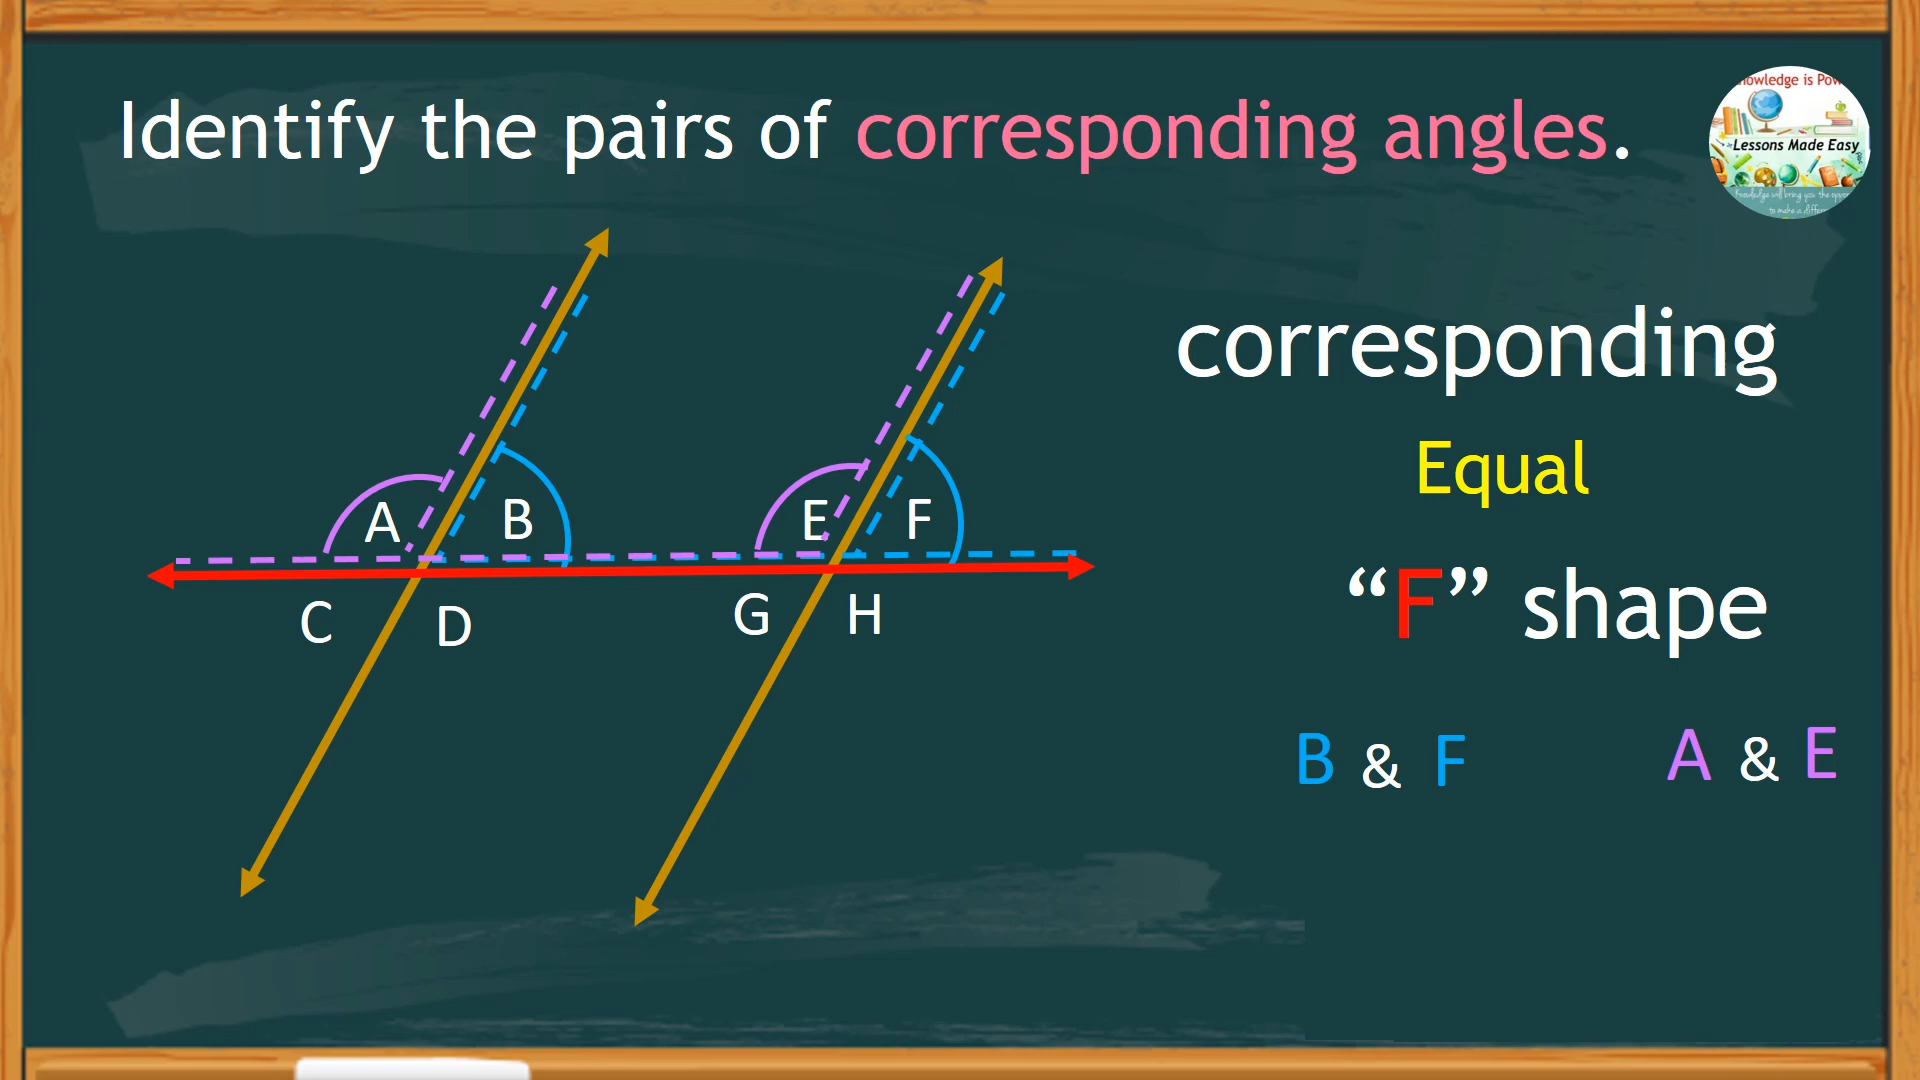 Identify the pairs of corresponding angles.
Lessons Made Easy
corresponding
Equal
“F” shape
A B E F
C D G H
B & F A & E